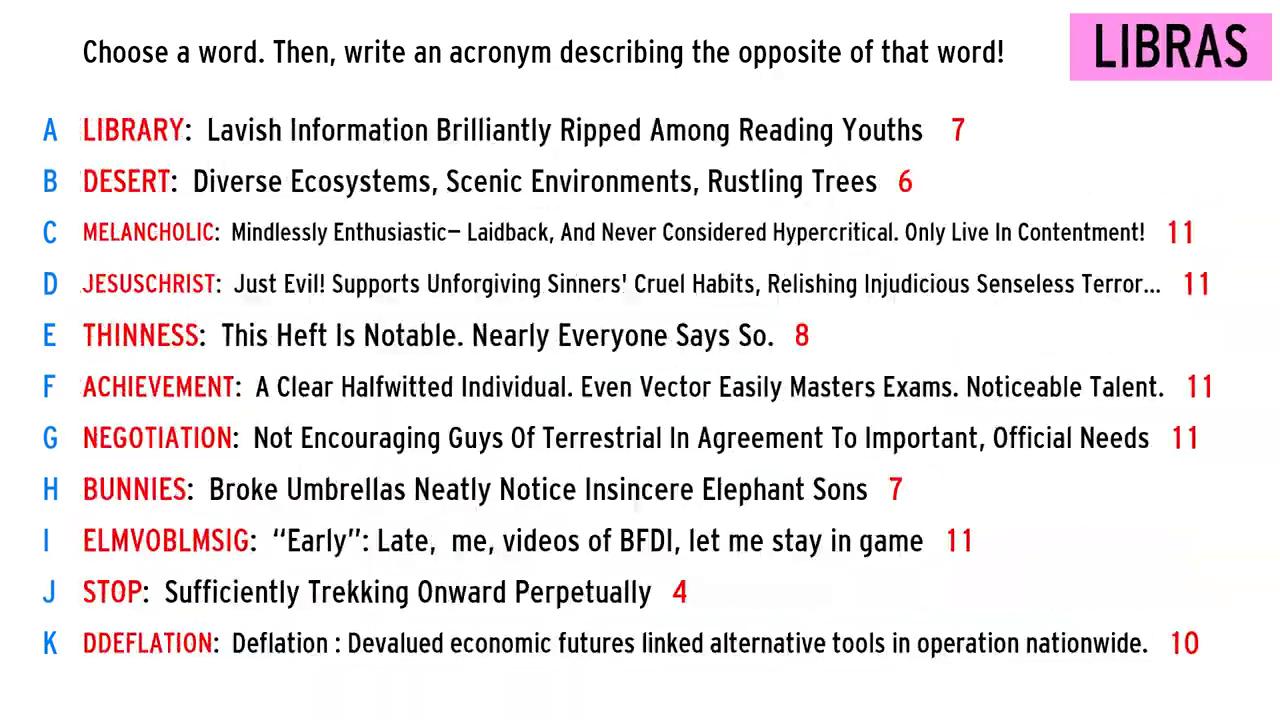 Choose a word. Then, write an acronym describing the opposite of that word!
LIBRAS
A LIBRARY: Lavish Information Brilliantly Ripped Among Reading Youths 7
B DESERT: Diverse Ecosystems, Scenic Environments, Rustling Trees 6
C MELANCHOLIC: Mindlessly Enthusiastic— Laidback, And Never Considered Hypercritical. Only Live In Contentment! 11
D JESUSCHRIST: Just Evil! Supports Unforgiving Sinners' Cruel Habits, Relishing Injudicious Senseless Terror... 11
E THINNESS: This Heft Is Notable. Nearly Everyone Says So. 8
F ACHIEVEMENT: A Clear Halfwitted Individual. Even Vector Easily Masters Exams. Noticeable Talent. 11
G NEGOTIATION: Not Encouraging Guys Of Terrestrial In Agreement To Important, Official Needs 11
H BUNNIES: Broke Umbrellas Neatly Notice Insincere Elephant Sons 7
I ELMVOBLMSIG: “Early”: Late, me, videos of BFDI, let me stay in game 11
J STOP: Sufficiently Trekking Onward Perpetually 4
K DDEFLATION: Deflation : Devalued economic futures linked alternative tools in operation nationwide. 10